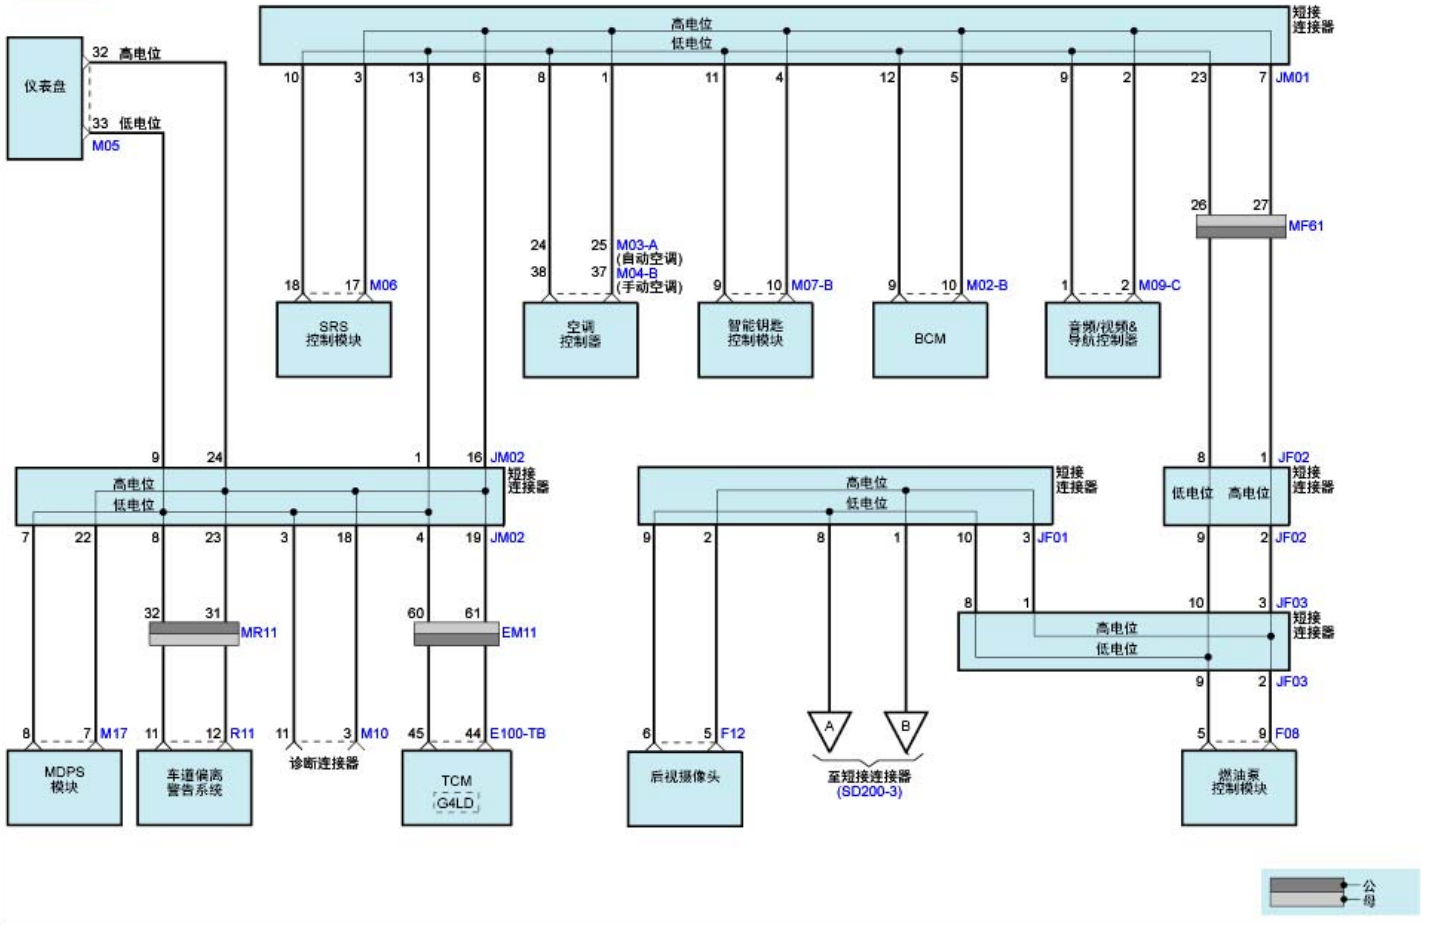 高电位
低电位
短接
连接器
10 3 13 6 8 1 11 4 12 5 9 2 23 7 JM01
仪表盘
32 高电位
33 低电位
M05
26 27
MF61
24 25 M03-A
(自动空调)
38 37 M04-B
(手动空调)
18 17 M06
9 10 M07-B
9 10 M02-B
1 2 M09-C
SRS
控制模块
空调
控制器
智能钥匙
控制模块
BCM
音频/视频&
导航控制器
9 24 1 16 JM02
短接
连接器
高电位
低电位
7 22 8 23 3 18 4 19 JM02
高电位
低电位
短接
连接器
9 2 8 1 10 3 JF01
8 1 JF02
短接
连接器
低电位 高电位
9 2 JF02
8 1 10 3 JF03
短接
连接器
高电位
低电位
9 2 JF03
32 31
MR11
60 61
EM11
8 7 M17
11 12 R11
11 3 M10
45 44 E100-TB
6 5 F12
5 9 F08
MDPS
模块
车道偏离
警告系统
诊断连接器
TCM
G4LD
后视摄像头
A B
至短接连接器
(SD200-3)
燃油泵
控制模块
公
母